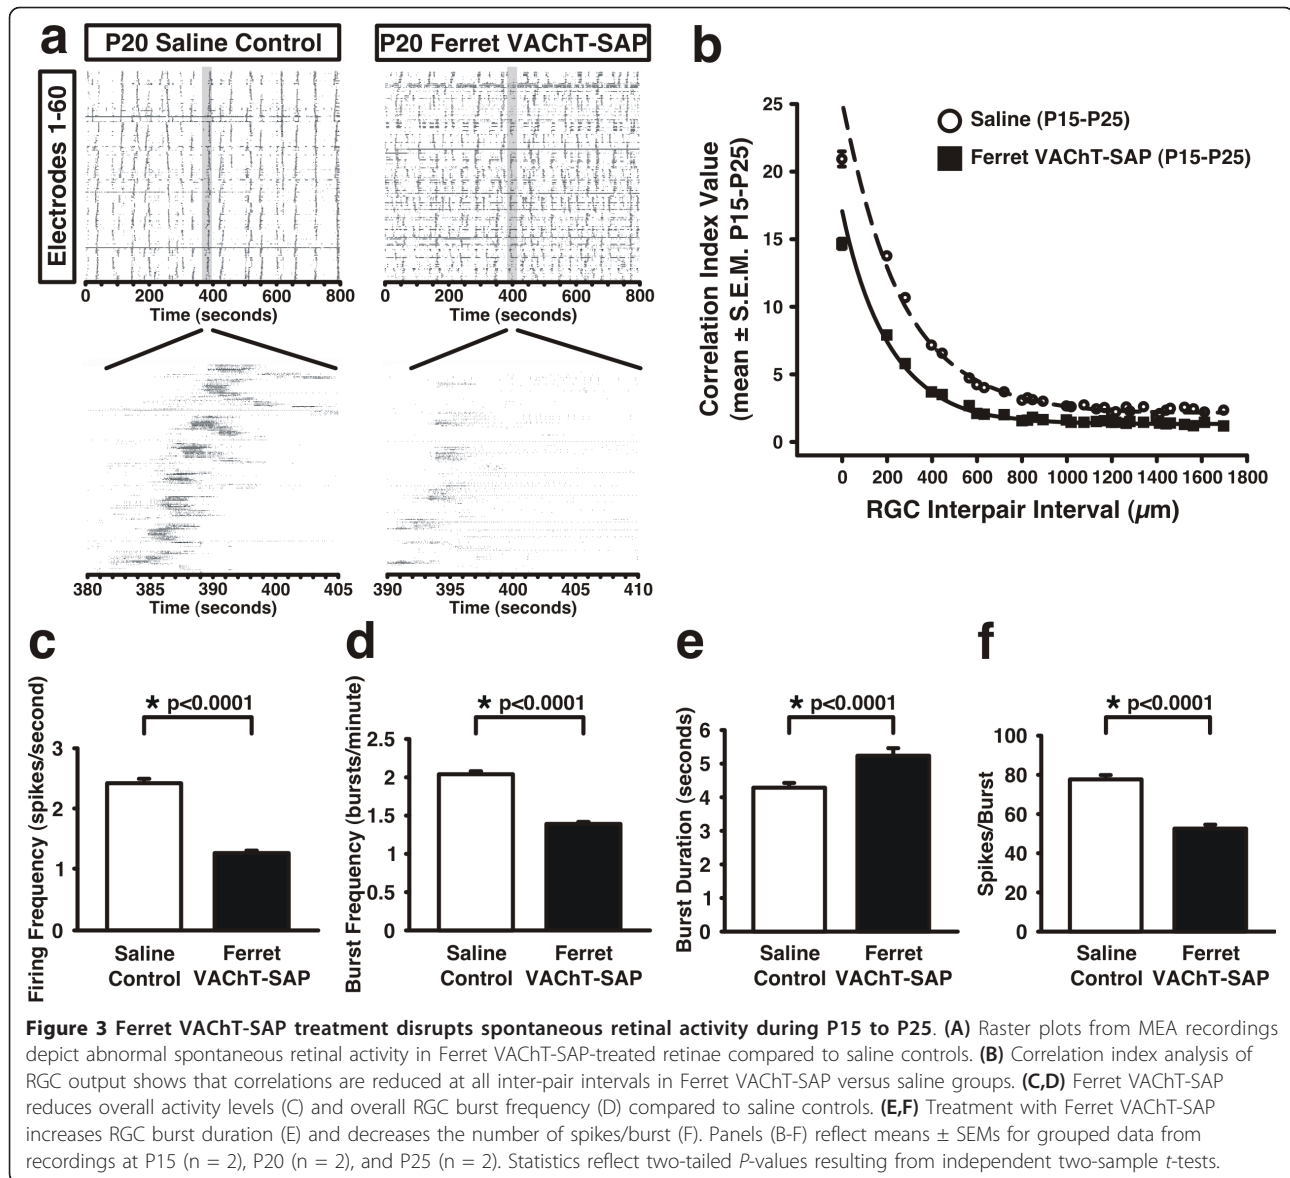 a
P20 Saline Control
P20 Ferret VAChT-SAP
Electrodes 1-60
0 200 400 600 800
Time (seconds)
0 200 400 600 800
Time (seconds)
380 385 390 400 405
Time (seconds)
390 395 400 405 410
Time (seconds)
b
Correlation Index Value
(mean ± S.E.M. P15-P25)
25
20
15
10
5
0
Saline (P15-P25)
Ferret VAChT-SAP (P15-P25)
0 200 400 600 800 1000 1200 1400 1600 1800
RGC Interpair Interval (µm)
c
Firing Frequency (spikes/second)
* p<0.0001
3
2
1
0
Saline Control
Ferret VAChT-SAP
d
Burst Frequency (bursts/minute)
* p<0.0001
2.5
2
1.5
1
0.5
0
Saline Control
Ferret VAChT-SAP
e
Burst Duration (seconds)
* p<0.0001
6
5
4
3
2
1
0
Saline Control
Ferret VAChT-SAP
f
Spikes/Burst
* p<0.0001
100
80
60
40
20
0
Saline Control
Ferret VAChT-SAP
Figure 3 Ferret VAChT-SAP treatment disrupts spontaneous retinal activity during P15 to P25. (A) Raster plots from MEA recordings
depict abnormal spontaneous retinal activity in Ferret VAChT-SAP-treated retinae compared to saline controls. (B) Correlation index analysis of
RGC output shows that correlations are reduced at all inter-pair intervals in Ferret VAChT-SAP versus saline groups. (C,D) Ferret VAChT-SAP
reduces overall activity levels (C) and overall RGC burst frequency (D) compared to saline controls. (E,F) Treatment with Ferret VAChT-SAP
increases RGC burst duration (E) and decreases the number of spikes/burst (F). Panels (B-F) reflect means ± SEMs for grouped data from
recordings at P15 (n = 2), P20 (n = 2), and P25 (n = 2). Statistics reflect two-tailed P-values resulting from independent two-sample t-tests.